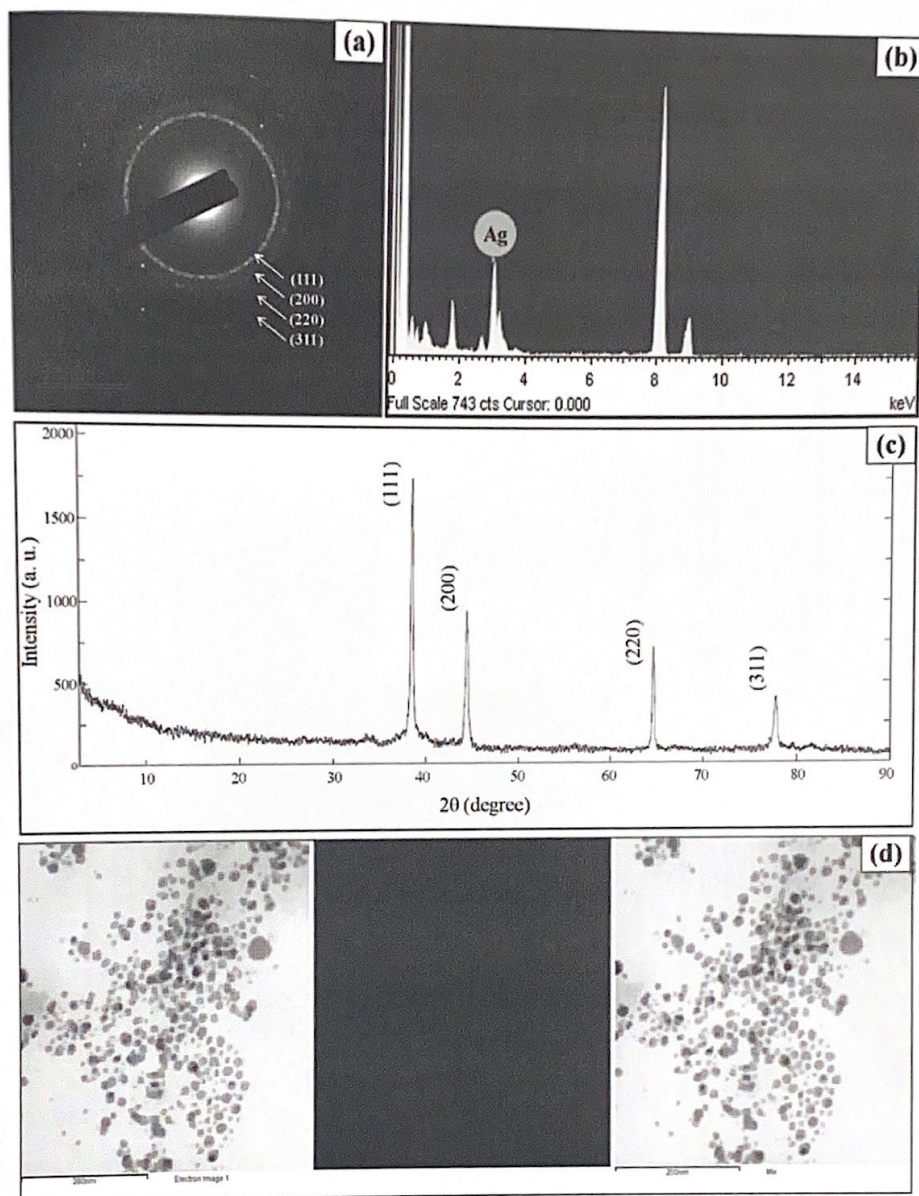 (a)
(111)
(200)
(220)
(311)
(b)
Ag
0 2 4 6 8 10 12 14
Full Scale 743 cts Cursor: 0.000 keV
(c)
2000
1500
1000
500
0
Intensity (a. u.)
(111)
(200)
(220)
(311)
10 20 30 40 50 60 70 80 90
2θ (degree)
(d)
Electron Image 1
200nm